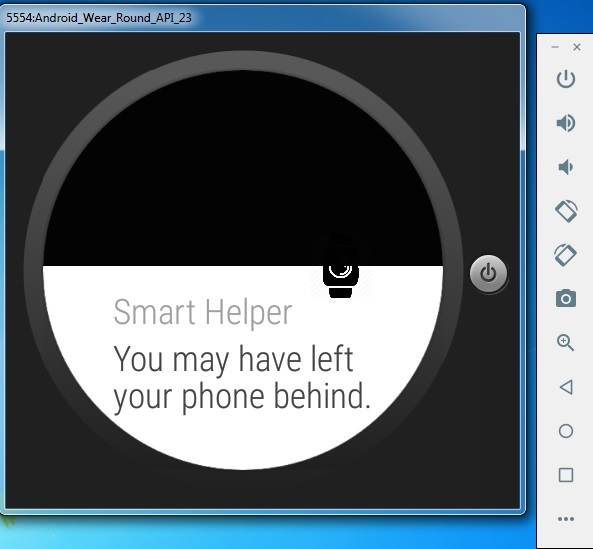 5554:Android_Wear_Round_API_23
Smart Helper
You may have left
your phone behind.